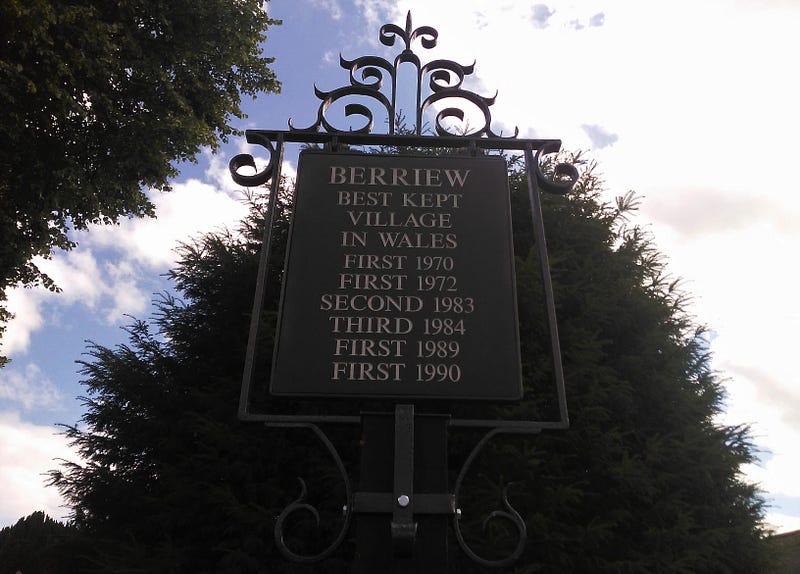 BERRIEW
BEST KEPT
VILLAGE
IN WALES
FIRST 1970
FIRST 1972
SECOND 1983
THIRD 1984
FIRST 1989
FIRST 1990